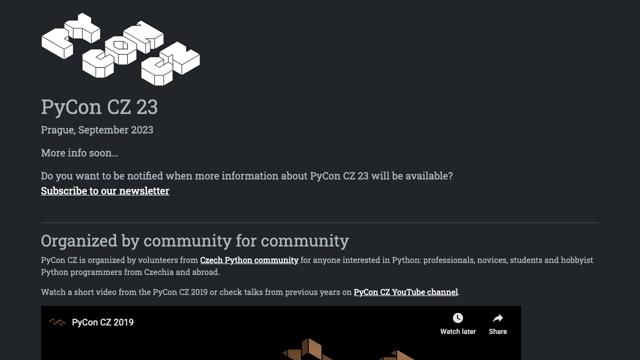 PY
CON
CZ
PyCon CZ 23
Prague, September 2023
More info soon...
Do you want to be notified when more information about PyCon CZ 23 will be available?
Subscribe to our newsletter
Organized by community for community
PyCon CZ is organized by volunteers from Czech Python community for anyone interested in Python: professionals, novices, students and hobbyist
Python programmers from Czechia and abroad.
Watch a short video from the PyCon CZ 2019 or check talks from previous years on PyCon CZ YouTube channel.
PyCon CZ 2019
Watch later
Share